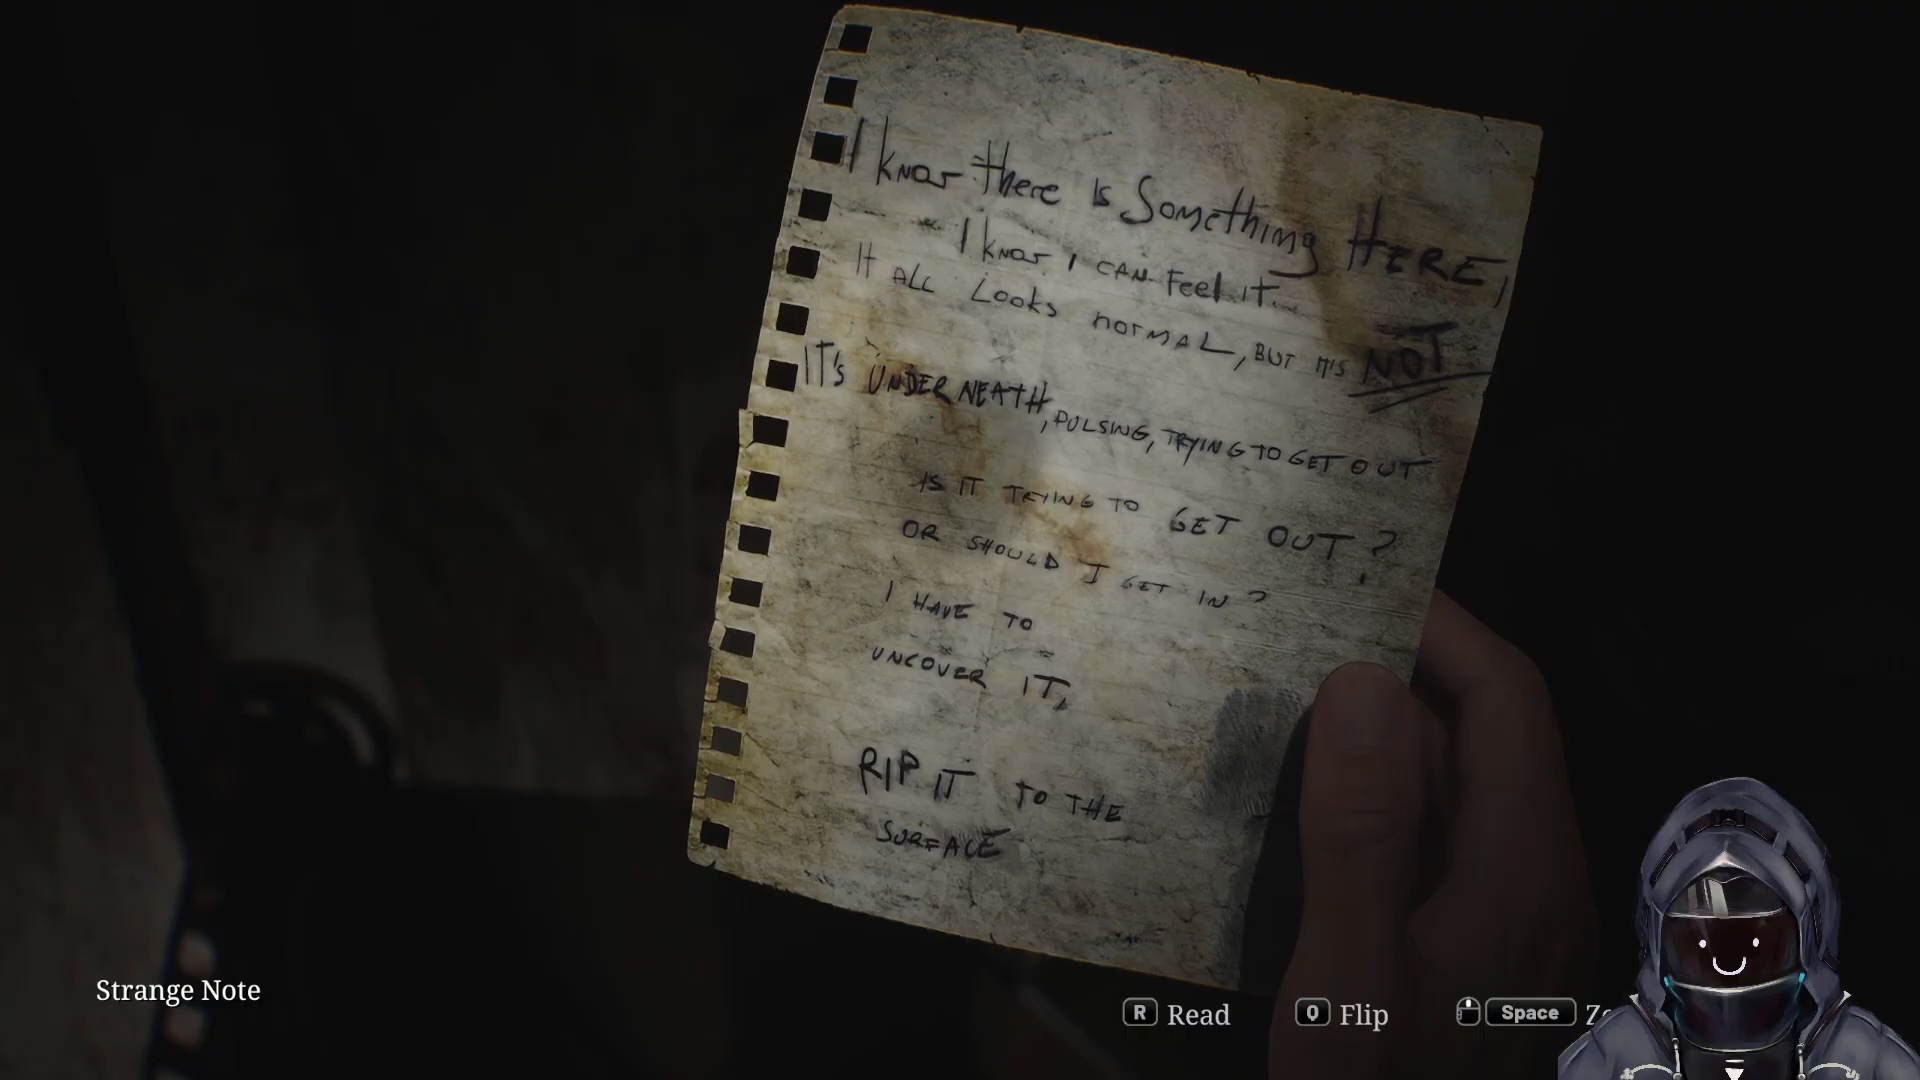 I know there is Something HERE,
I know I CAN Feel IT.
It ALL Looks normaL, BUT it's NOT
IT's UNDERNEATH, PULSING, TRYING TO GET OUT
IS IT TRYING TO GET OUT?
OR SHOULD I GET IN?
I HAVE TO
UNCOVER IT,
RIP IT TO THE
SURFACE
Strange Note
R Read
Q Flip
Space